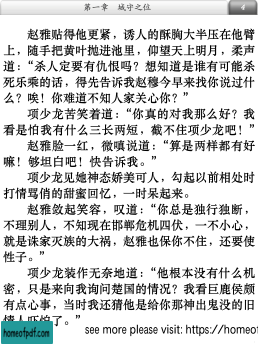 第一章 城守之位
4
赵雅贴得他更紧，诱人的酥胸大半压在他臂
上，随手把黄叶抛进池里，仰望天上明月，柔声
道：“杀人定要有仇恨吗？想知道是谁有可能杀
死乐乘的话，得先告诉我赵穆今早来找你说过什
么？唉！你难道不知人家关心你？”
项少龙苦笑着道：“你真的对我那么好？我
看是怕我有什么三长两短，截不住项少龙吧！”
赵雅脸一红，微嗔说道：“算是两样都有好
嘛！够坦白吧！快告诉我。”
项少龙见她神态娇美可人，勾起以前相处时
打情骂俏的甜蜜回忆，一时呆起来。
赵雅敛起笑容，叹道：“你总是独行独断，
不理别人，不知现在邯郸危机四伏，一不小心，
就是诛家灭族的大祸，赵雅也保你不住，还要使
性子。”
项少龙装作无奈地道：“他根本没有什么机
密，只是来向我询问楚国的情况？我看巨鹿侯颇
有点心事，当时我还猜他是给你那神出鬼没的旧
情人吓怕了。”
homeofpdf.com
see more please visit: https://homeof